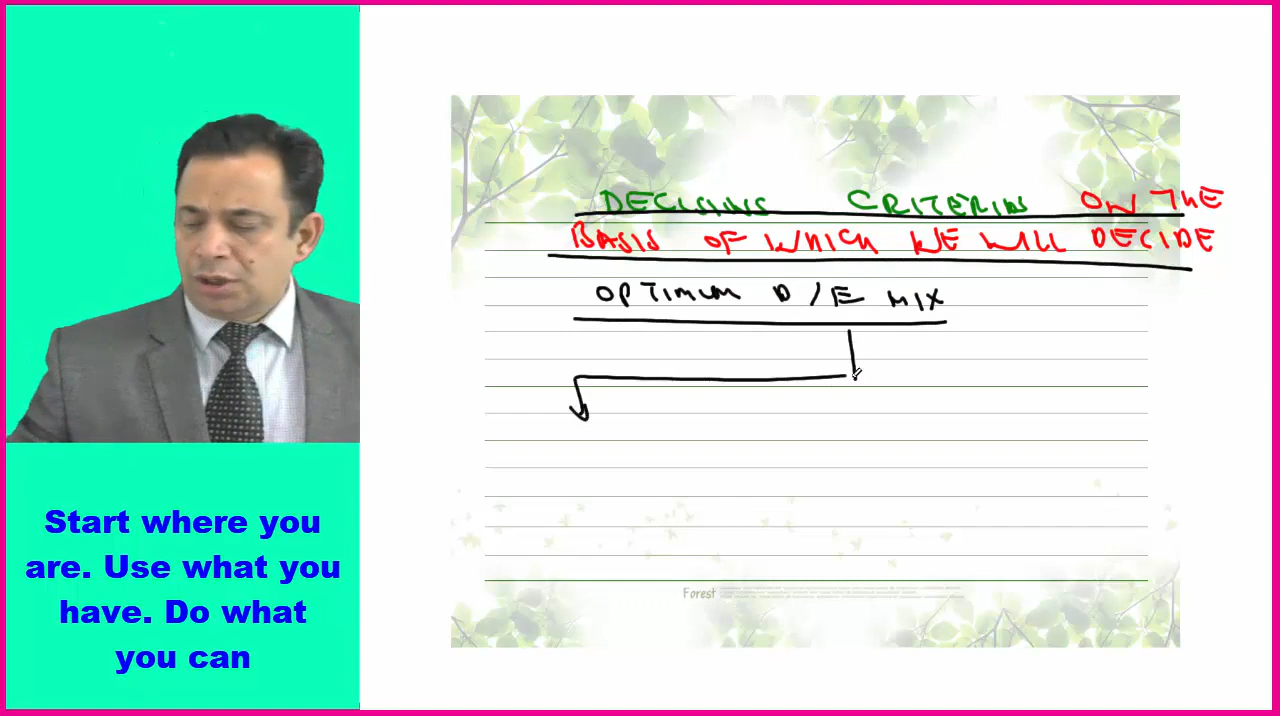 DECISIONS CRITERIA ON THE
BASIS OF WHICH WE WILL DECIDE
OPTIMUM D/E MIX
Start where you
are. Use what you
have. Do what
you can
Forest